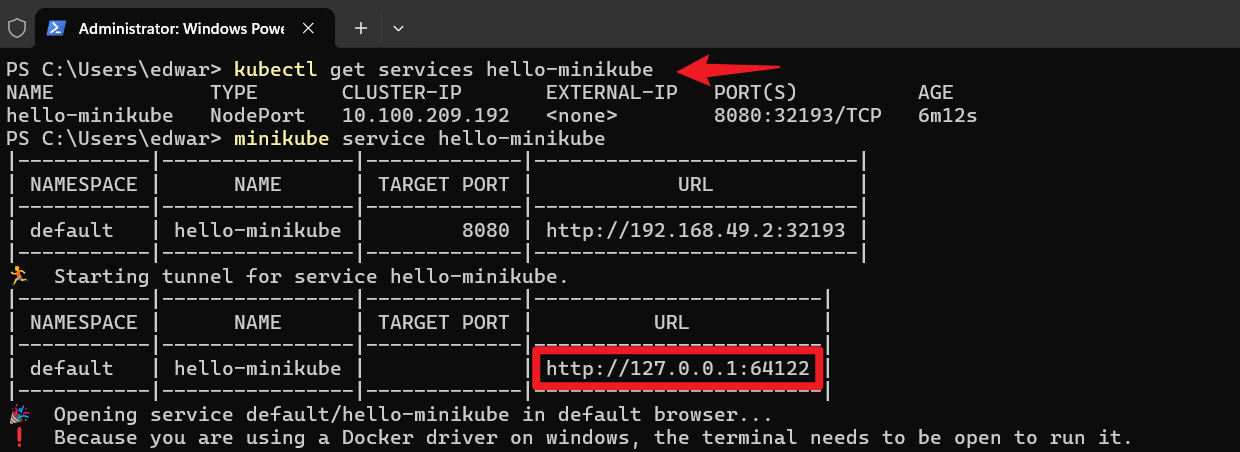 Administrator: Windows Powe
PS C:\Users\edwar> kubectl get services hello-minikube
NAME             TYPE       CLUSTER-IP       EXTERNAL-IP   PORT(S)          AGE
hello-minikube   NodePort   10.100.209.192   <none>        8080:32193/TCP   6m12s
PS C:\Users\edwar> minikube service hello-minikube
|-----------|----------------|-------------|---------------------------|
| NAMESPACE |      NAME      | TARGET PORT |            URL            |
|-----------|----------------|-------------|---------------------------|
| default   | hello-minikube |        8080 | http://192.168.49.2:32193 |
|-----------|----------------|-------------|---------------------------|
🏃  Starting tunnel for service hello-minikube.
|-----------|----------------|-------------|------------------------|
| NAMESPACE |      NAME      | TARGET PORT |          URL           |
|-----------|----------------|-------------|------------------------|
| default   | hello-minikube |             | http://127.0.0.1:64122 |
|-----------|----------------|-------------|------------------------|
🎉  Opening service default/hello-minikube in default browser...
❗  Because you are using a Docker driver on windows, the terminal needs to be open to run it.